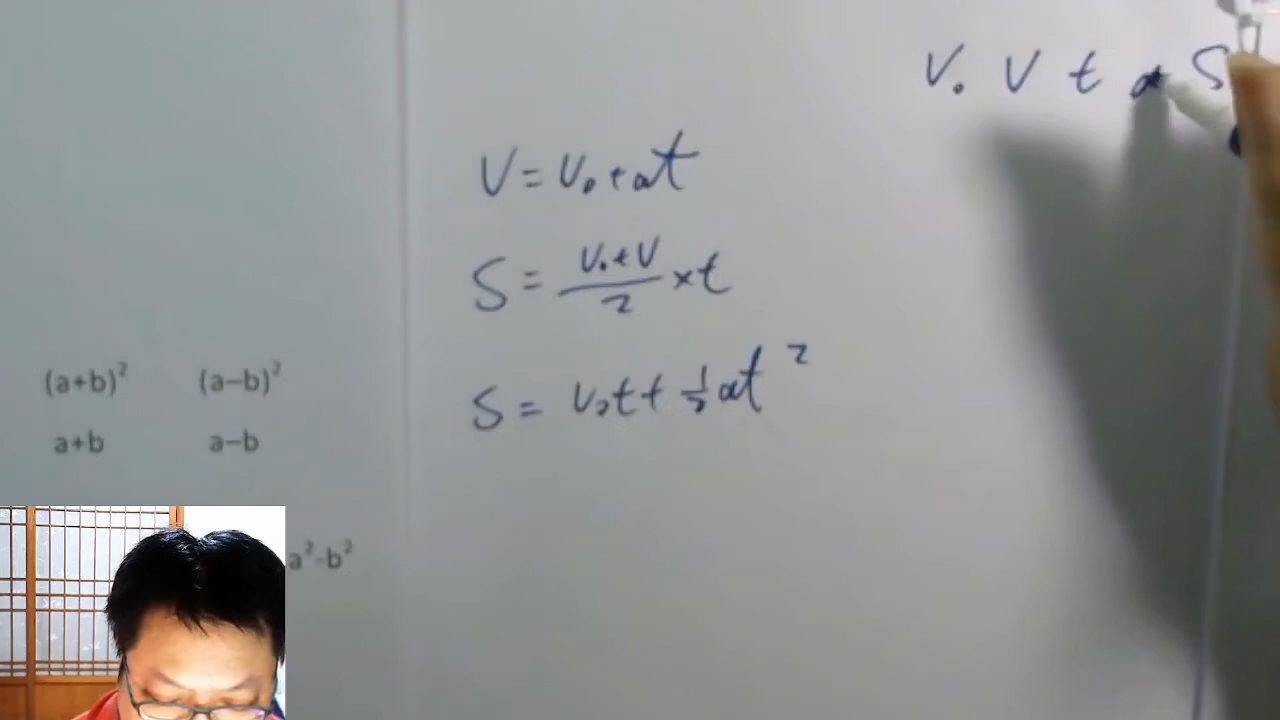 V₀ V t a S
V = V₀ + at
S = (V₀ + V)/2 × t
S = V₀t + ½at²
(a+b)² (a−b)²
a+b a−b
a²-b²